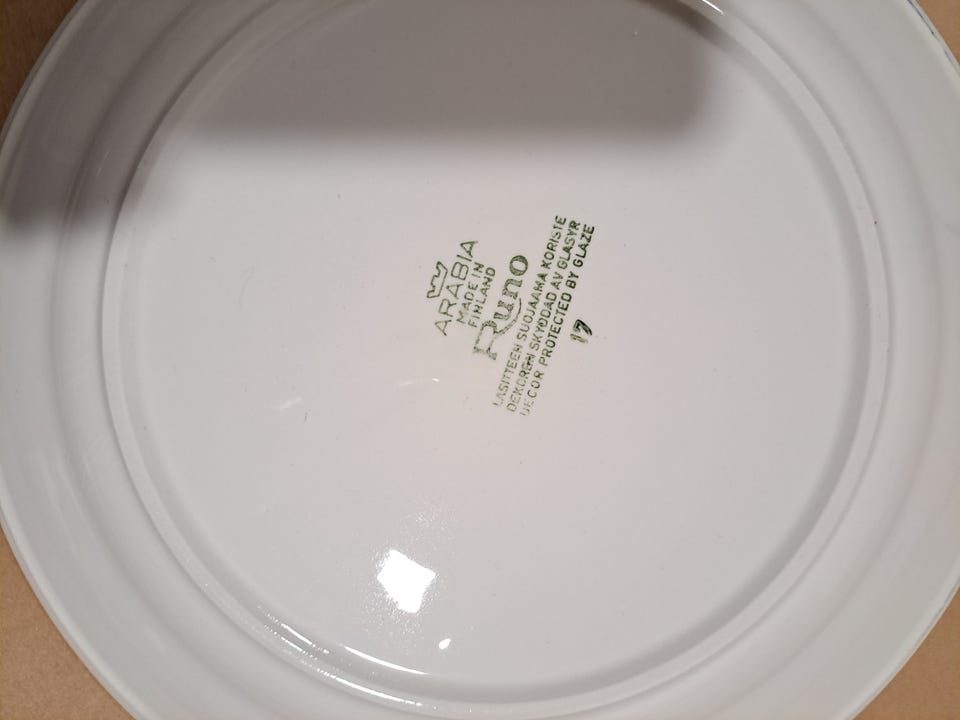 ARABIA
MADE IN
FINLAND
Runo
LASITTEEN SUOJAAMA KORISTE
DEKOREN SKYDDAD AV GLASYR
DECOR PROTECTED BY GLAZE
17